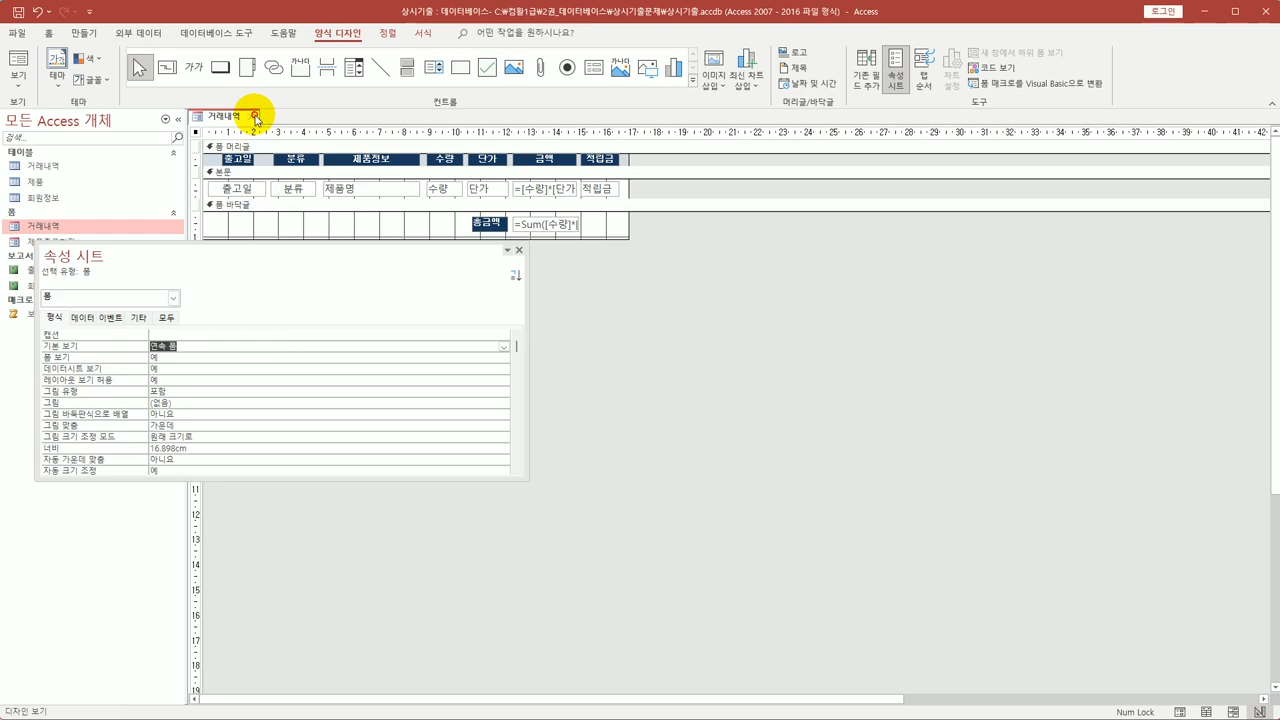 상시기술 : 데이터베이스- C:₩컴활1급₩2권_데이터베이스₩상시기출문제₩상시기술.accdb (Access 2007 - 2016 파일 형식) - Access
로그인
파일 홈 만들기 외부 데이터 데이터베이스 도구 도움말 양식 디자인 정렬 서식 어떤 작업을 원하시나요?
보기
테마
색
글꼴
가가
가나다
가나다
이미지 삽입
최신 차트 삽입
로고
제목
날짜 및 시간
기존 필드 추가
속성 시트
탭 순서
차트 설정
새 창에서 하위 폼 보기
코드 보기
폼 매크로를 Visual Basic으로 변환
보기 테마 컨트롤 머리글/바닥글 도구
모든 Access 개체
검색...
테이블
거래내역
제품
회원정보
폼
거래내역
보고서
매크로
거래내역
폼 머리글
출고일 분류 제품정보 수량 단가 금액 적립금
본문
출고일 분류 제품명 수량 단가 =[수량]*[단가 적립금
폼 바닥글
총금액 =Sum([수량]*[
속성 시트
선택 유형: 폼
폼
형식 데이터 이벤트 기타 모두
캡션
기본 보기 연속 폼
폼 보기 예
데이터시트 보기 예
레이아웃 보기 허용 예
그림 유형 포함
그림 (없음)
그림 바둑판식으로 배열 아니요
그림 맞춤 가운데
그림 크기 조정 모드 원래 크기로
너비 16.898cm
자동 가운데 맞춤 아니요
자동 크기 조정 예
디자인 보기
Num Lock